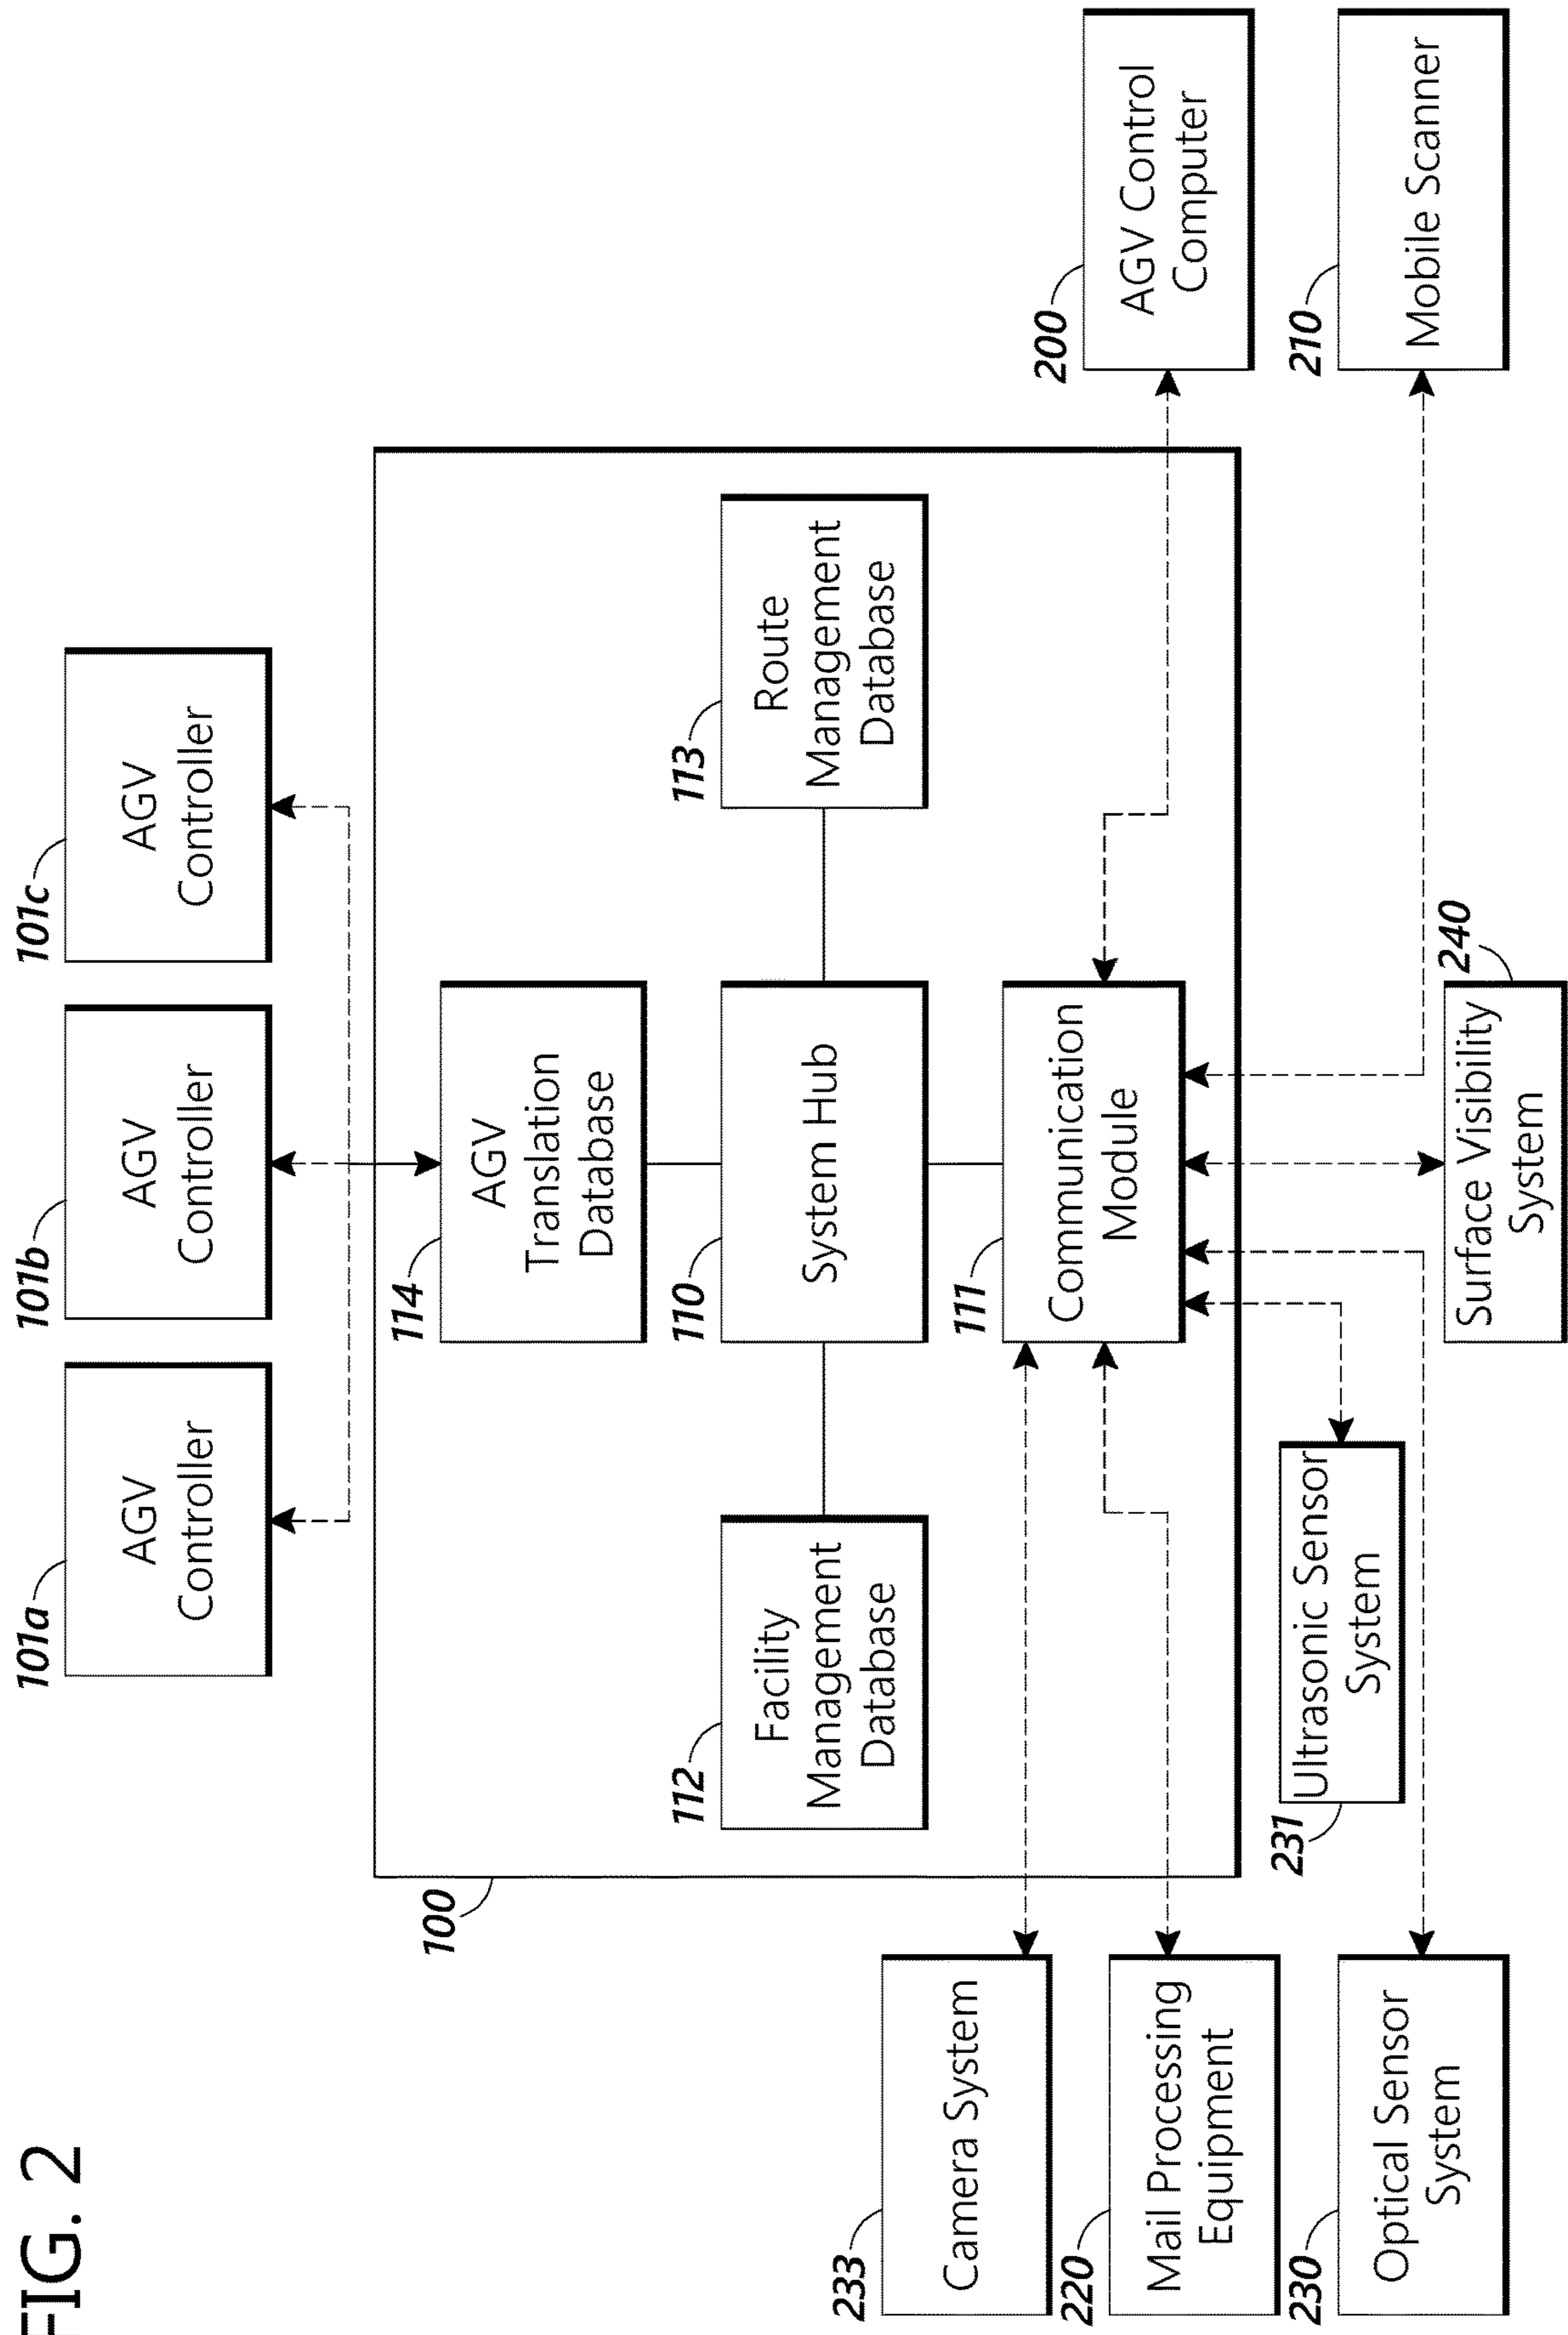 FIG. 2
101a
AGV
Controller
101b
AGV
Controller
101c
AGV
Controller
100
114
AGV
Translation
Database
112
Facility
Management
Database
110
System Hub
113
Route
Management
Database
111
Communication
Module
233
Camera System
220
Mail Processing
Equipment
230
Optical Sensor
System
231
Ultrasonic Sensor
System
240
Surface Visibility
System
200
AGV Control
Computer
210
Mobile Scanner